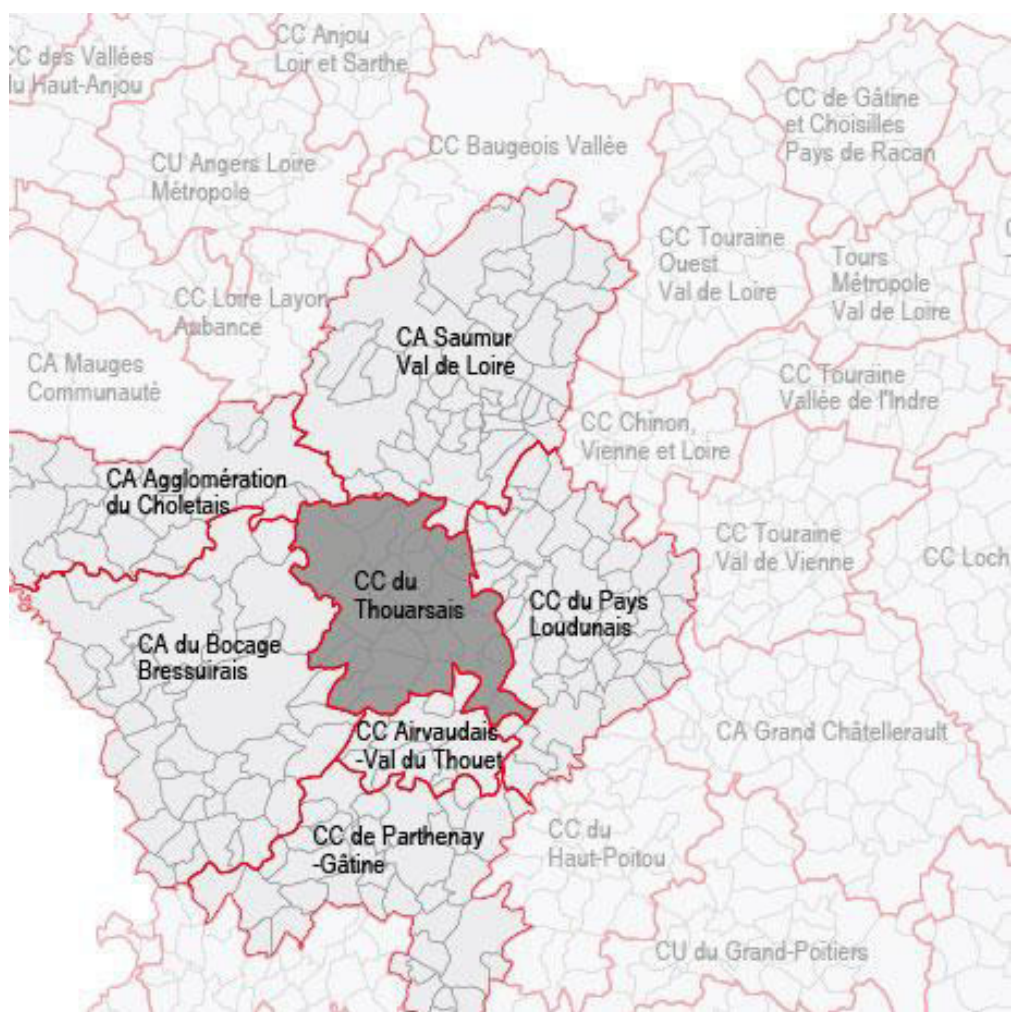 CC des Vallées
du Haut-Anjou
CC Anjou
Loir et Sarthe
CC de Gâtine
et Choisilles
Pays de Racan
CU Angers Loire
Métropole
CC Baugeois Vallée
CC Touraine
Ouest
Val de Loire
Tours
Métropole
Val de Loire
CC Loire Layon
Aubance
CA Saumur
Val de Loire
CA Mauges
Communauté
CC Touraine
Vallée de l'Indre
CC Chinon,
Vienne et Loire
CA Agglomération
du Choletais
CC Touraine
Val de Vienne
CC Loch
CC du
Thouarsais
CC du Pays
Loudunais
CA du Bocage
Bressuirais
CC Airvaudais
-Val du Thouet
CA Grand Châtellerault
CC de Parthenay
-Gâtine
CC du
Haut-Poitou
CU du Grand-Poitiers